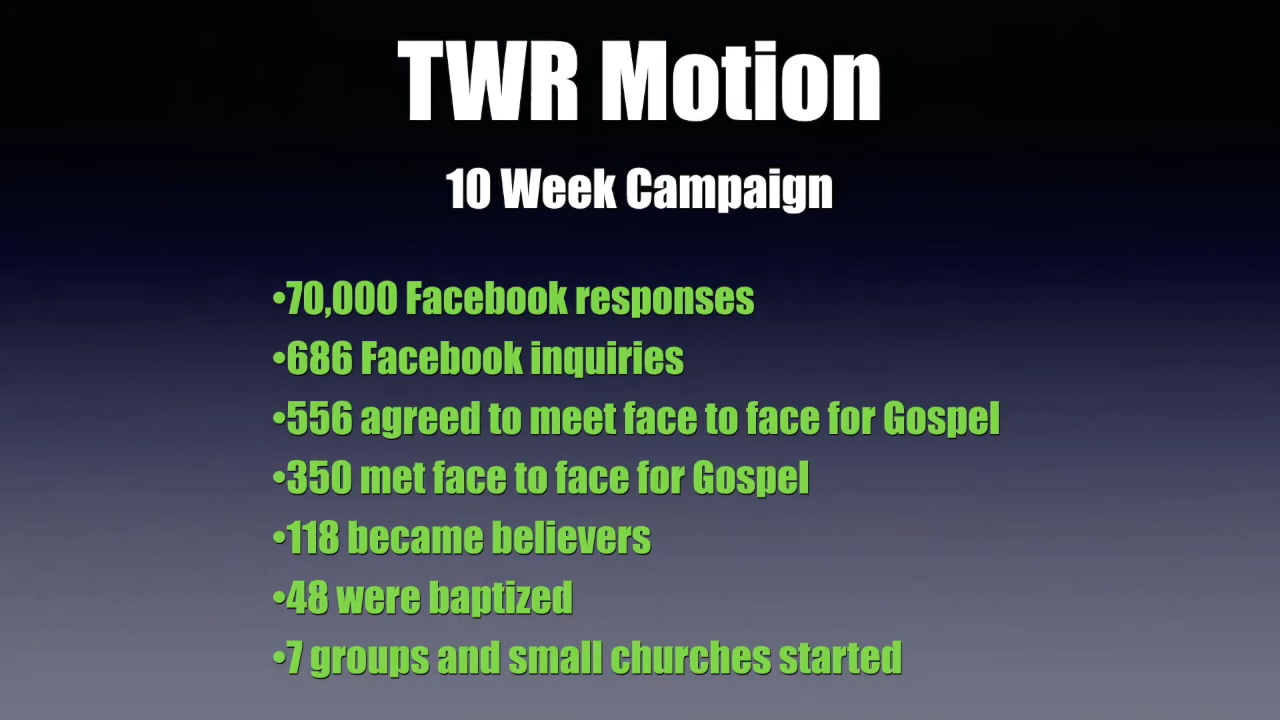 TWR Motion
10 Week Campaign
•70,000 Facebook responses
•686 Facebook inquiries
•556 agreed to meet face to face for Gospel
•350 met face to face for Gospel
•118 became believers
•48 were baptized
•7 groups and small churches started